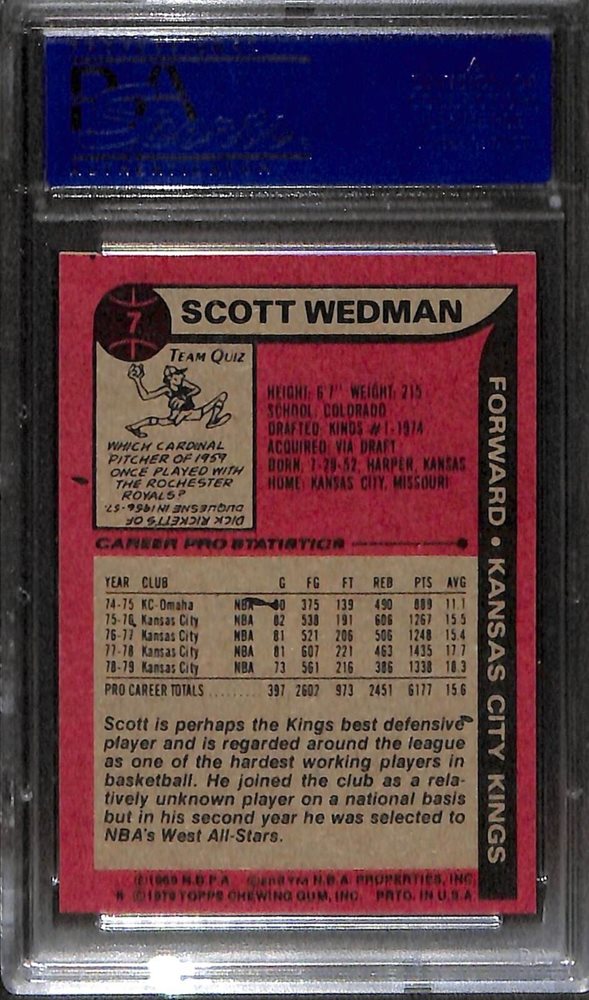 7
SCOTT WEDMAN
TEAM QUIZ
WHICH CARDINAL
PITCHER OF 1959
ONCE PLAYED WITH
THE ROCHESTER
ROYALS?
DICK RICKETTS OF
DUQUESNE IN 1956-57.
HEIGHT: 6'7" WEIGHT: 215
SCHOOL: COLORADO
DRAFTED: KINGS #1-1974
ACQUIRED: VIA DRAFT
BORN: 7-29-52, HARPER, KANSAS
HOME: KANSAS CITY, MISSOURI
FORWARD • KANSAS CITY KINGS
CAREER PRO STATISTICS
YEAR CLUB G FG FT REB PTS AVG
74-75 KC-Omaha NBA 80 375 139 490 889 11.1
75-76 Kansas City NBA 82 538 191 606 1267 15.5
76-77 Kansas City NBA 81 521 206 506 1248 15.4
77-78 Kansas City NBA 81 607 221 463 1435 17.7
78-79 Kansas City NBA 73 561 216 386 1338 18.3
PRO CAREER TOTALS ......... 397 2602 973 2451 6177 15.6
Scott is perhaps the Kings best defensive
player and is regarded around the league
as one of the hardest working players in
basketball. He joined the club as a rela-
tively unknown player on a national basis
but in his second year he was selected to
NBA's West All-Stars.
N.B.P.A. N.B.A. PROPERTIES, INC.
© 1979 TOPPS CHEWING GUM, INC. PRTD. IN U.S.A.